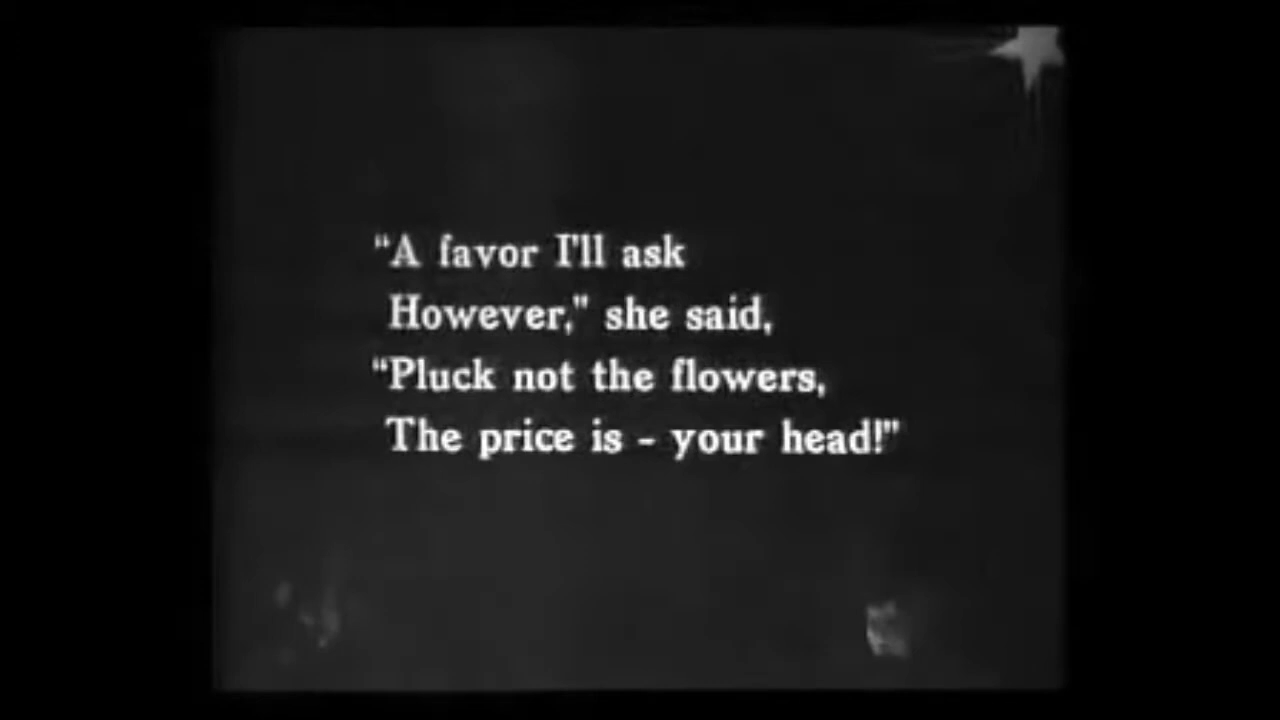 "A favor I'll ask
However," she said,
"Pluck not the flowers,
The price is - your head!"